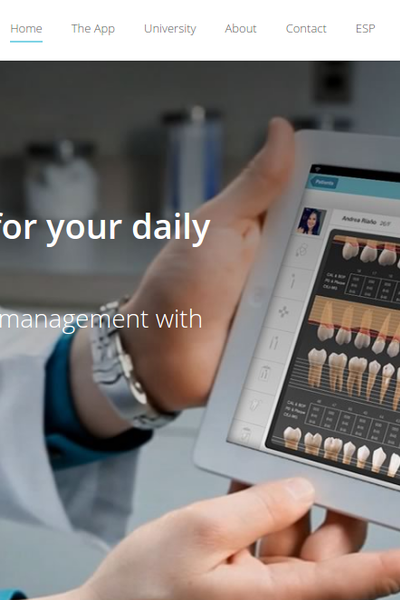 Home The App University About Contact ESP
for your daily
management with
Patients
Andrea Riaño